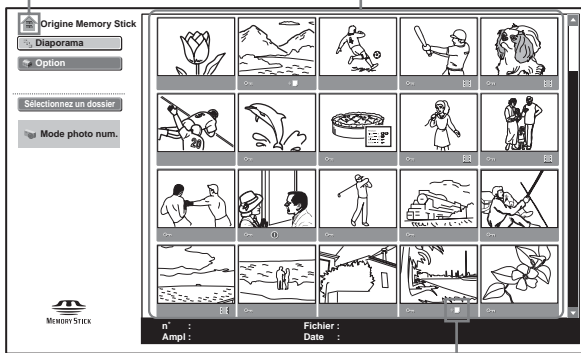 Origine Memory Stick
Diaporama
Option
Sélectionnez un dossier
Mode photo num.
MEMORY STICK
n° : Fichier :
Ampl : Date :